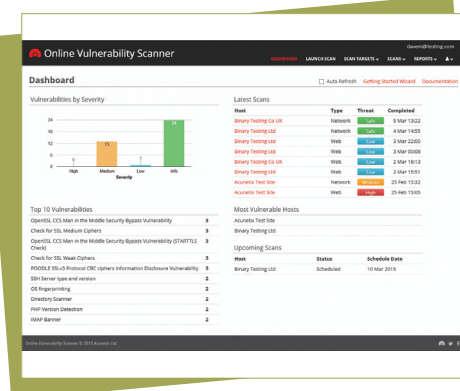 davem@testing.com
Online Vulnerability Scanner
DASHBOARD LAUNCH SCAN SCAN TARGETS SCANS REPORTS
Dashboard
Auto Refresh Getting Started Wizard Documentation
Vulnerabilities by Severity
24
18
12
6
0
0
13
1
24
High Medium Low Info
Severity
Latest Scans
Host Type Threat Completed
Binary Testing Co UK Network Safe 5 Mar 13:22
Binary Testing Ltd Network Safe 4 Mar 14:55
Binary Testing Ltd Web Low 3 Mar 22:00
Binary Testing Ltd Web Low 3 Mar 00:08
Binary Testing Co UK Web Low 2 Mar 18:13
Binary Testing Ltd Web Low 2 Mar 15:51
Acunetix Test Site Network Medium 25 Feb 15:32
Acunetix Test Site Web High 25 Feb 15:05
Top 10 Vulnerabilities
OpenSSL CCS Man in the Middle Security Bypass Vulnerability 3
Check for SSL Medium Ciphers 3
OpenSSL CCS Man in the Middle Security Bypass Vulnerability (STARTTLS 3
Check)
Check for SSL Weak Ciphers 3
POODLE SSLv3 Protocol CBC ciphers Information Disclosure Vulnerability 3
SSH Server type and version 2
OS fingerprinting 2
Directory Scanner 2
PHP Version Detection 2
IMAP Banner 2
Most Vulnerable Hosts
Acunetix Test Site
Binary Testing Ltd
Upcoming Scans
Host Status Schedule Date
Binary Testing Ltd Scheduled 10 Mar 2015
Online Vulnerability Scanner © 2015 Acunetix Ltd